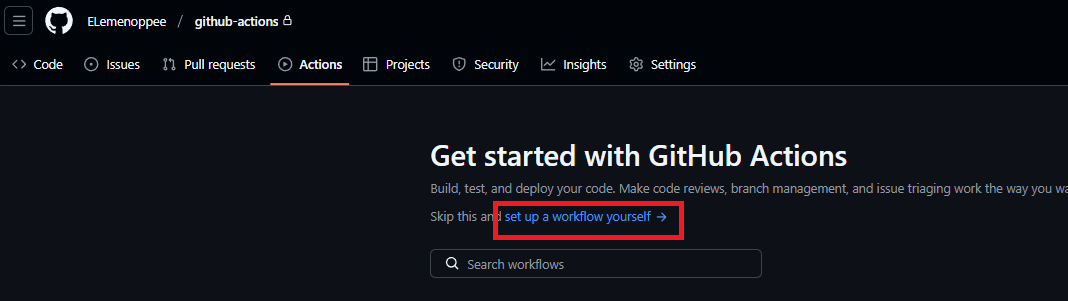 ELemenoppee / github-actions
Code Issues Pull requests Actions Projects Security Insights Settings
Get started with GitHub Actions
Build, test, and deploy your code. Make code reviews, branch management, and issue triaging work the way you wa
Skip this and set up a workflow yourself →
Search workflows